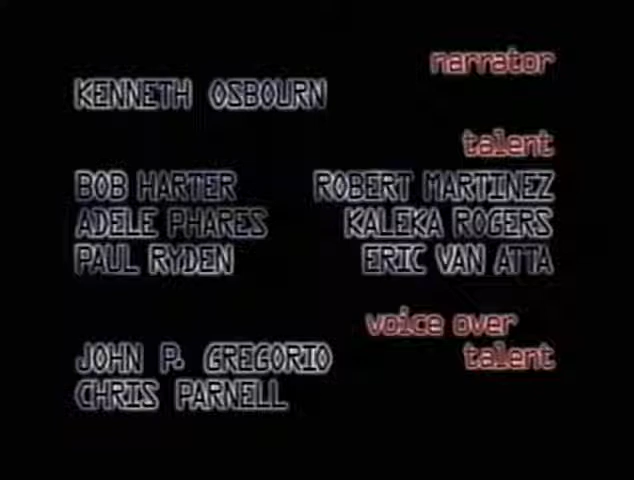 narrator
KENNETH OSBOURN
talent
BOB HARTER ROBERT MARTINEZ
ADELE PHARES KALEKA ROGERS
PAUL RYDEN ERIC VAN ATTA
voice over
JOHN P. GREGORIO talent
CHRIS PARNELL